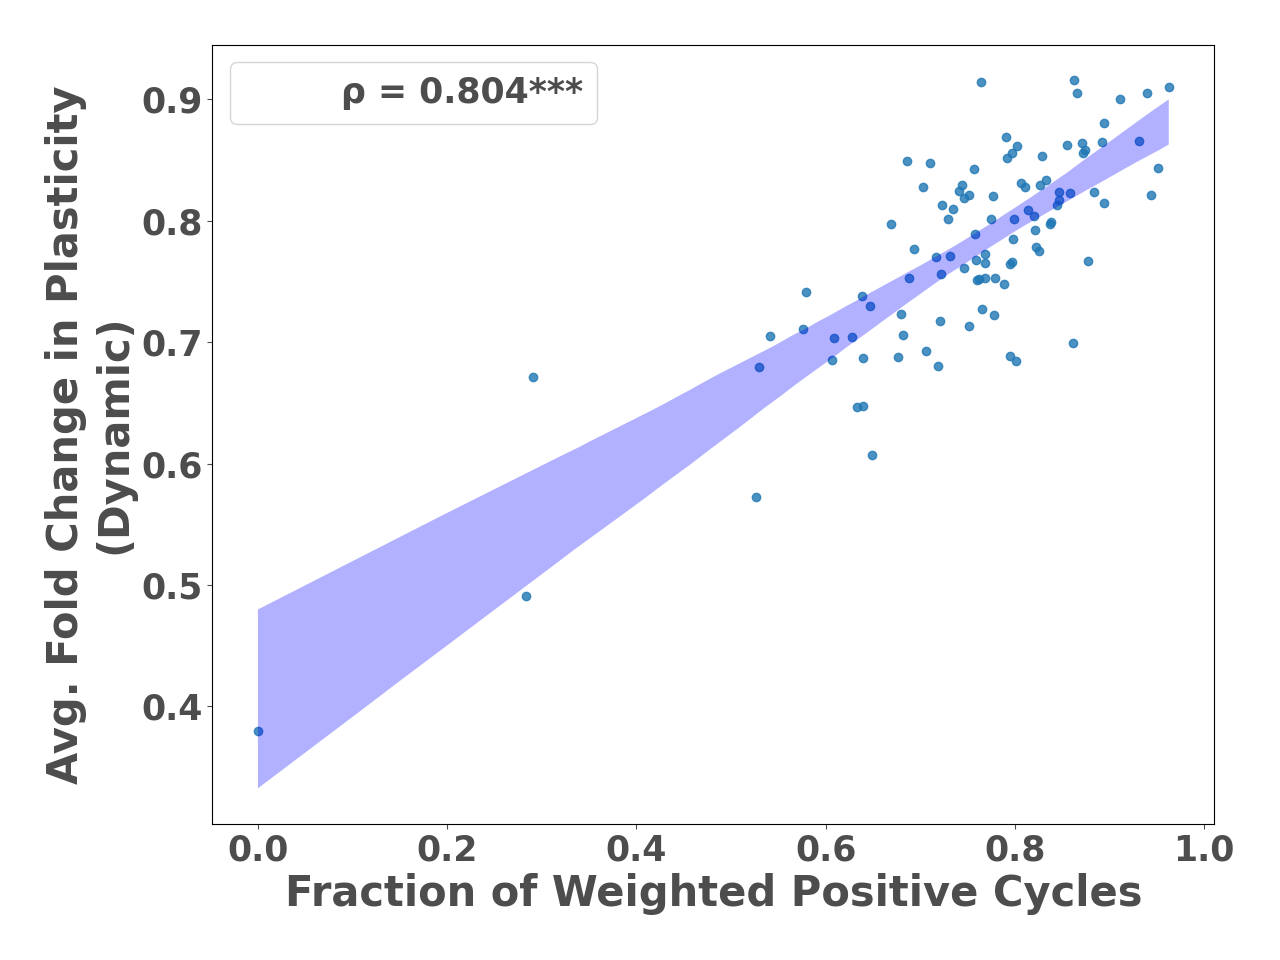 ρ = 0.804***
Avg. Fold Change in Plasticity
(Dynamic)
0.9
0.8
0.7
0.6
0.5
0.4
0.0 0.2 0.4 0.6 0.8 1.0
Fraction of Weighted Positive Cycles